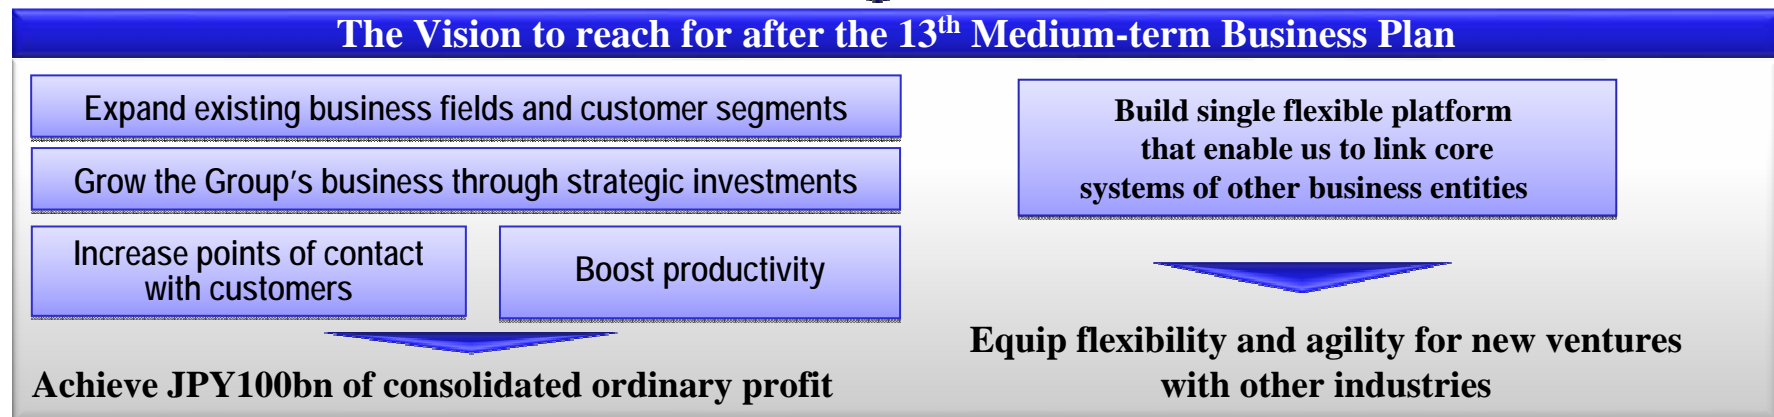 The Vision to reach for after the 13th Medium-term Business Plan
Expand existing business fields and customer segments
Grow the Group's business through strategic investments
Increase points of contact
with customers
Boost productivity
Achieve JPY100bn of consolidated ordinary profit
Build single flexible platform
that enable us to link core
systems of other business entities
Equip flexibility and agility for new ventures
with other industries